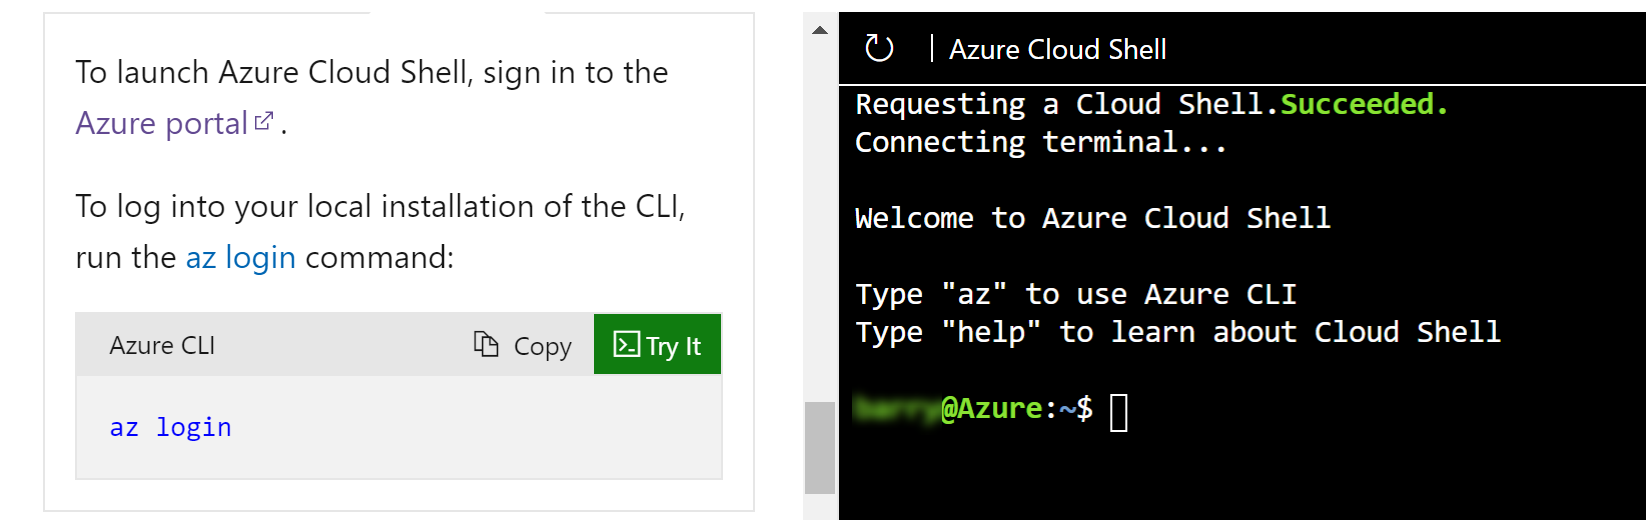 To launch Azure Cloud Shell, sign in to the
Azure portal.
To log into your local installation of the CLI,
run the az login command:
Azure CLI
Copy
Try It
az login
Azure Cloud Shell
Requesting a Cloud Shell.Succeeded.
Connecting terminal...
Welcome to Azure Cloud Shell
Type "az" to use Azure CLI
Type "help" to learn about Cloud Shell
@Azure:~$